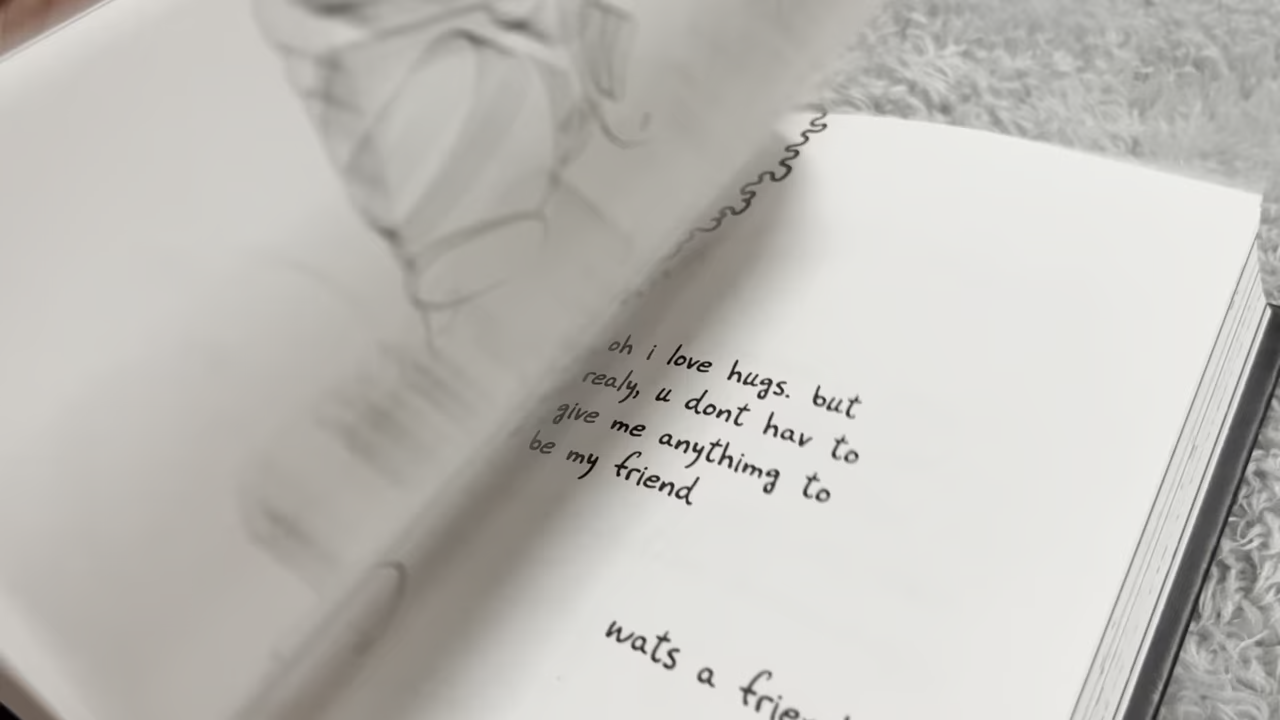 oh i love hugs. but
realy, u dont hav to
give me anythimg to
be my friend
wats a